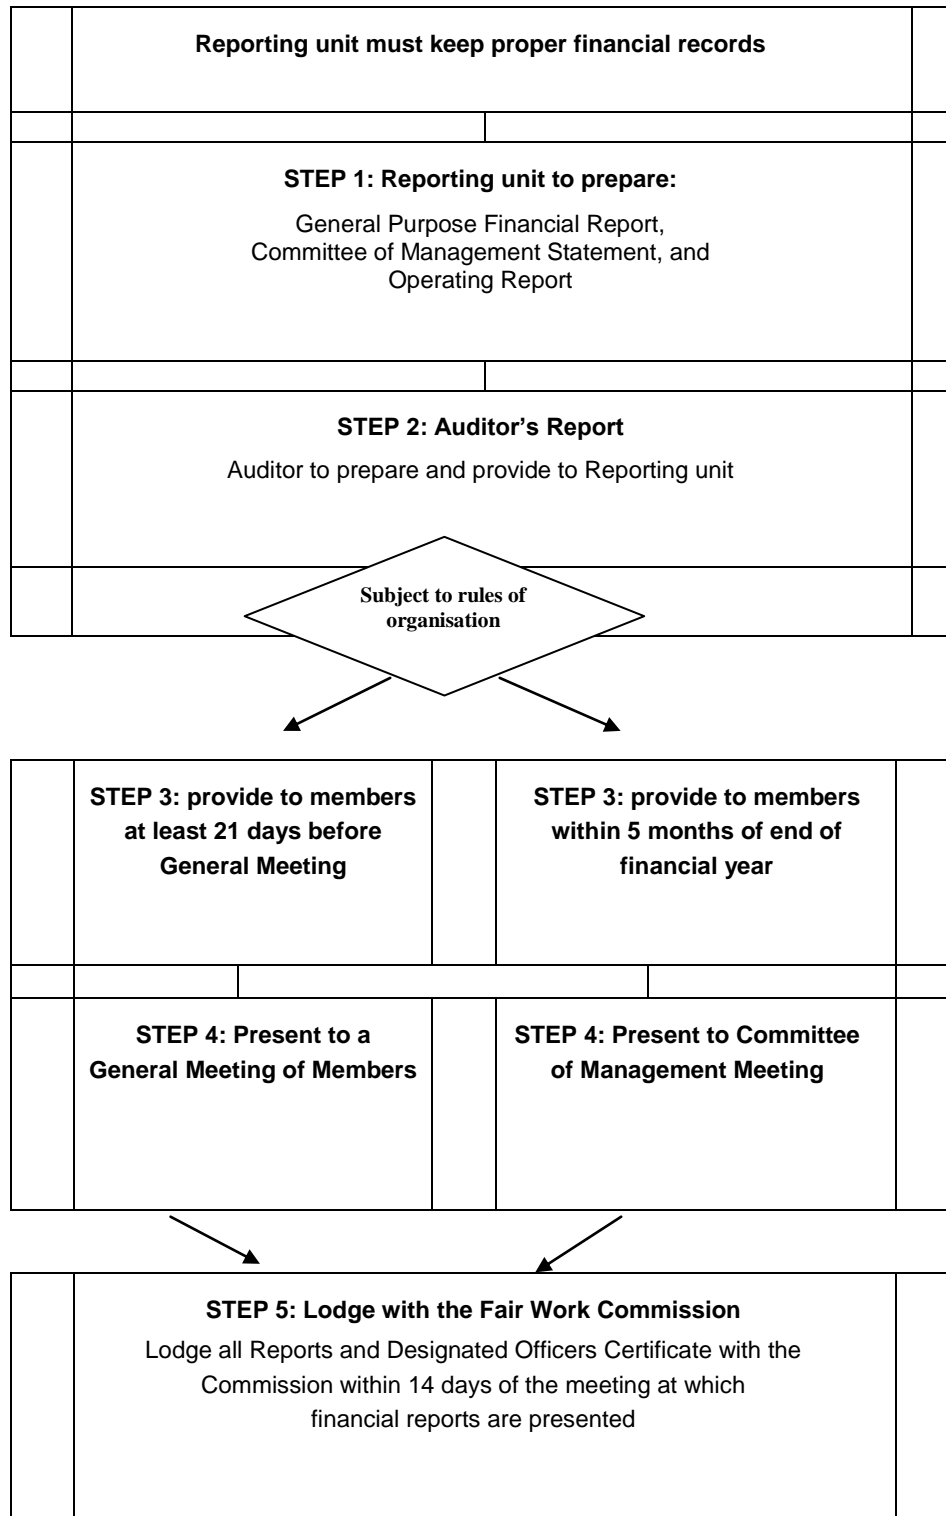 Reporting unit must keep proper financial records
STEP 1: Reporting unit to prepare:
General Purpose Financial Report,
Committee of Management Statement, and
Operating Report
STEP 2: Auditor’s Report
Auditor to prepare and provide to Reporting unit
Subject to rules of
organisation
STEP 3: provide to members
at least 21 days before
General Meeting
STEP 3: provide to members
within 5 months of end of
financial year
STEP 4: Present to a
General Meeting of Members
STEP 4: Present to Committee
of Management Meeting
STEP 5: Lodge with the Fair Work Commission
Lodge all Reports and Designated Officers Certificate with the
Commission within 14 days of the meeting at which
financial reports are presented